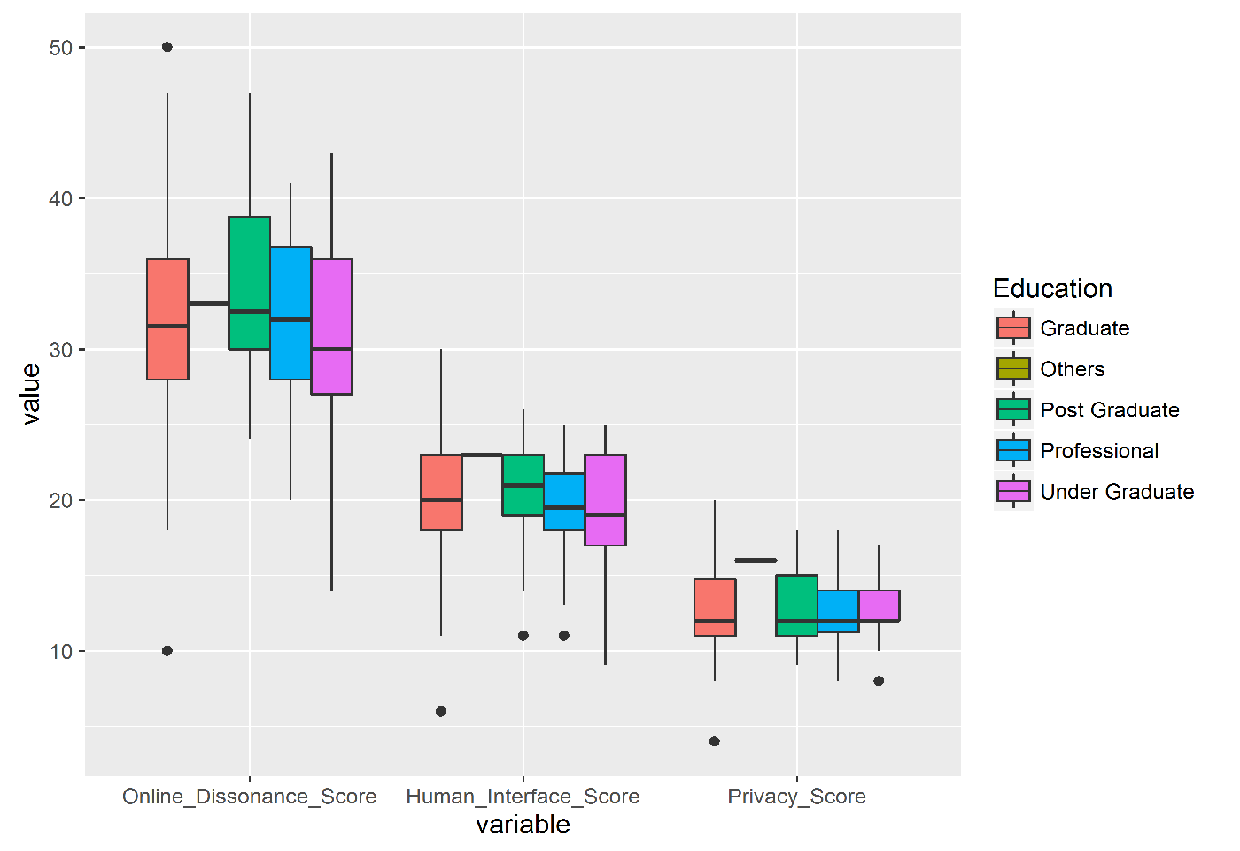 value
50
40
30
20
10
Online_Dissonance_Score
Human_Interface_Score
Privacy_Score
variable
Education
Graduate
Others
Post Graduate
Professional
Under Graduate